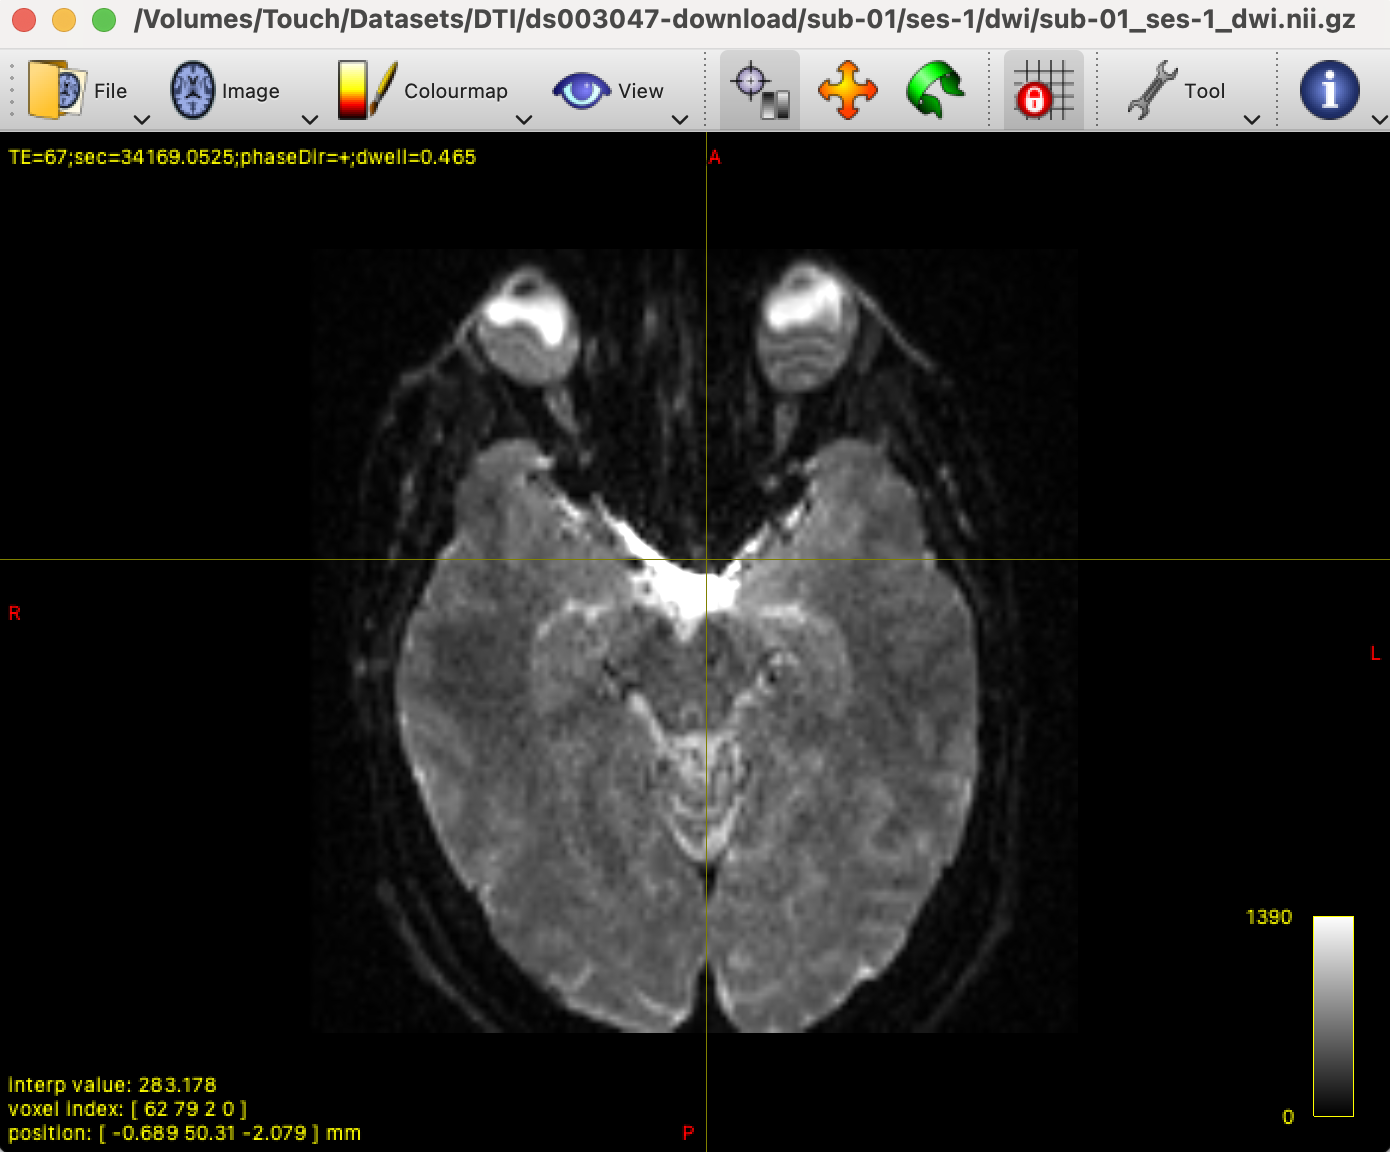 /Volumes/Touch/Datasets/DTI/ds003047-download/sub-01/ses-1/dwi/sub-01_ses-1_dwi.nii.gz
File Image Colourmap View Tool i
TE=67;sec=34169.0525;phaseDir=+;dwell=0.465
A
R
L
1390
0
interp value: 283.178
voxel index: [ 62 79 2 0 ]
position: [ -0.689 50.31 -2.079 ] mm
P